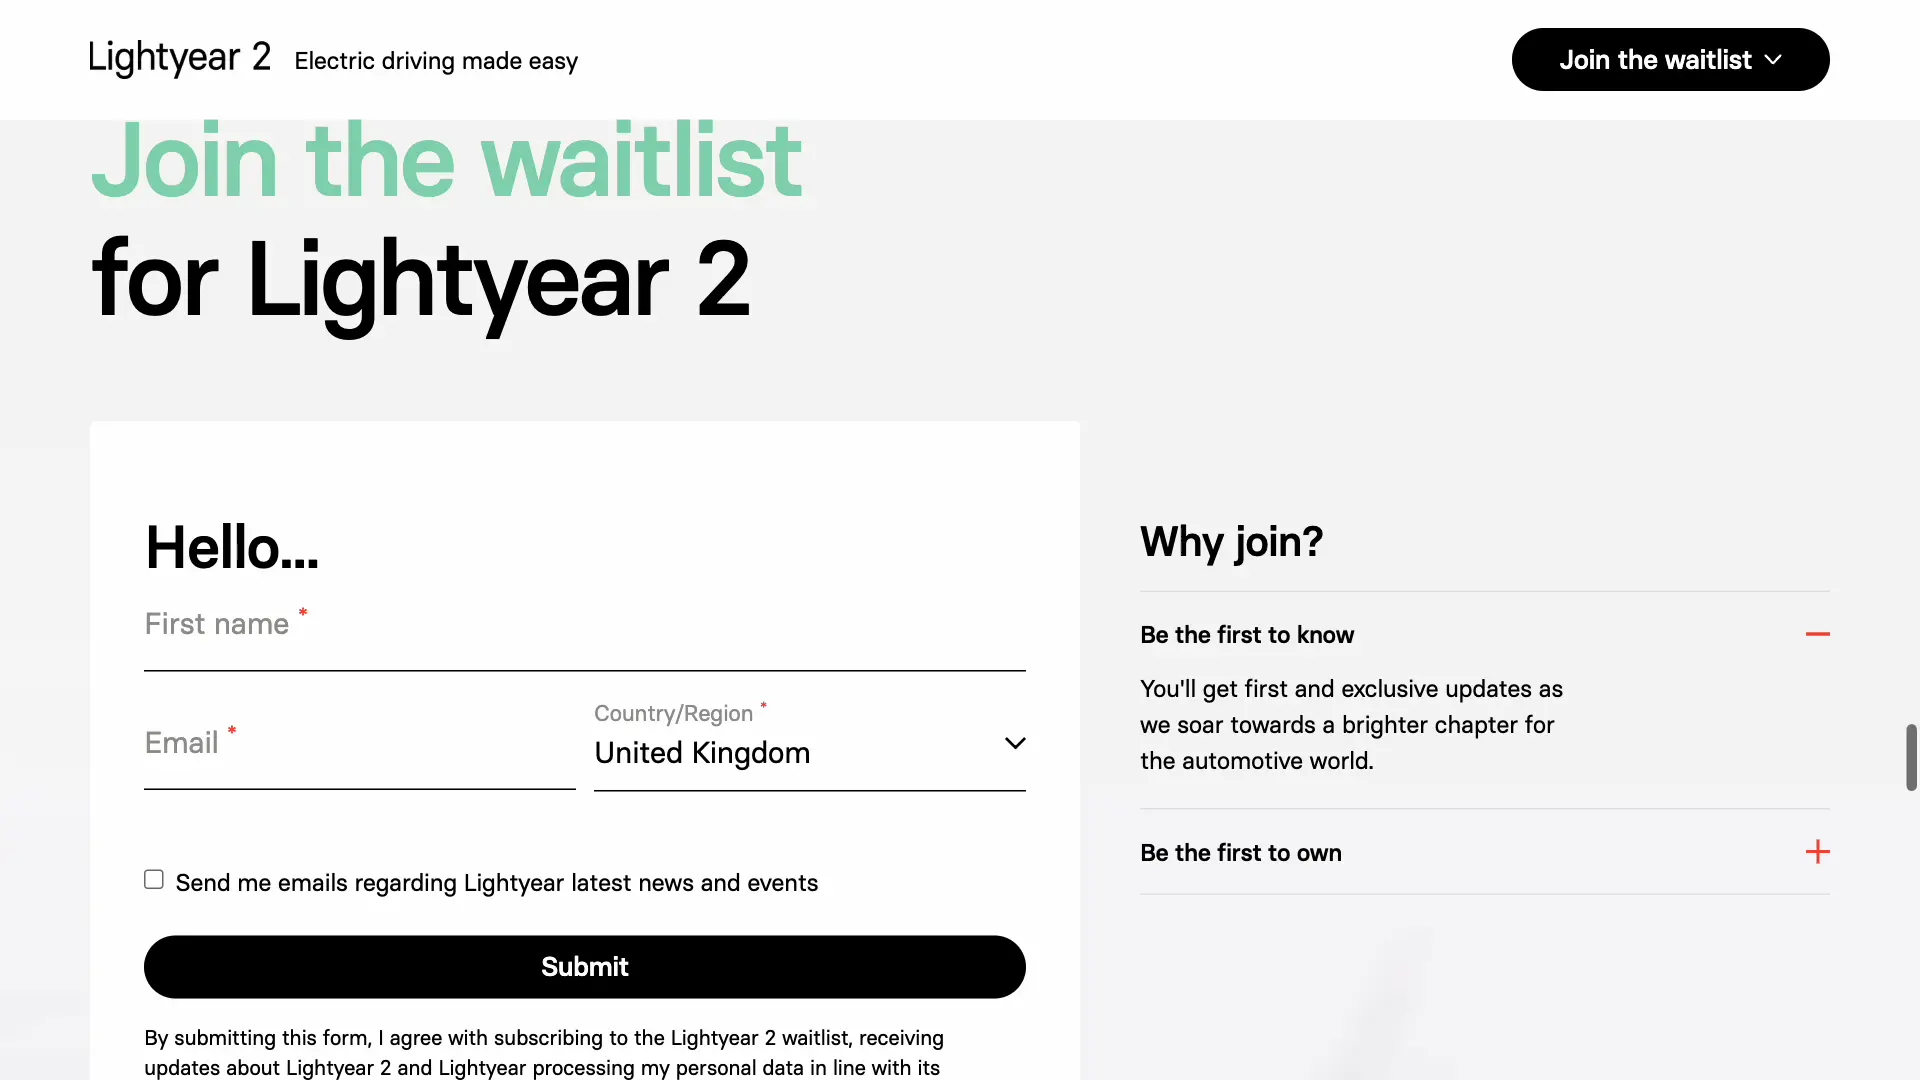 Lightyear 2 Electric driving made easy
Join the waitlist
Join the waitlist
for Lightyear 2
Hello...
First name *
Email *
Country/Region *
United Kingdom
Send me emails regarding Lightyear latest news and events
Submit
By submitting this form, I agree with subscribing to the Lightyear 2 waitlist, receiving
updates about Lightyear 2 and Lightyear processing my personal data in line with its
Why join?
Be the first to know
You'll get first and exclusive updates as
we soar towards a brighter chapter for
the automotive world.
Be the first to own